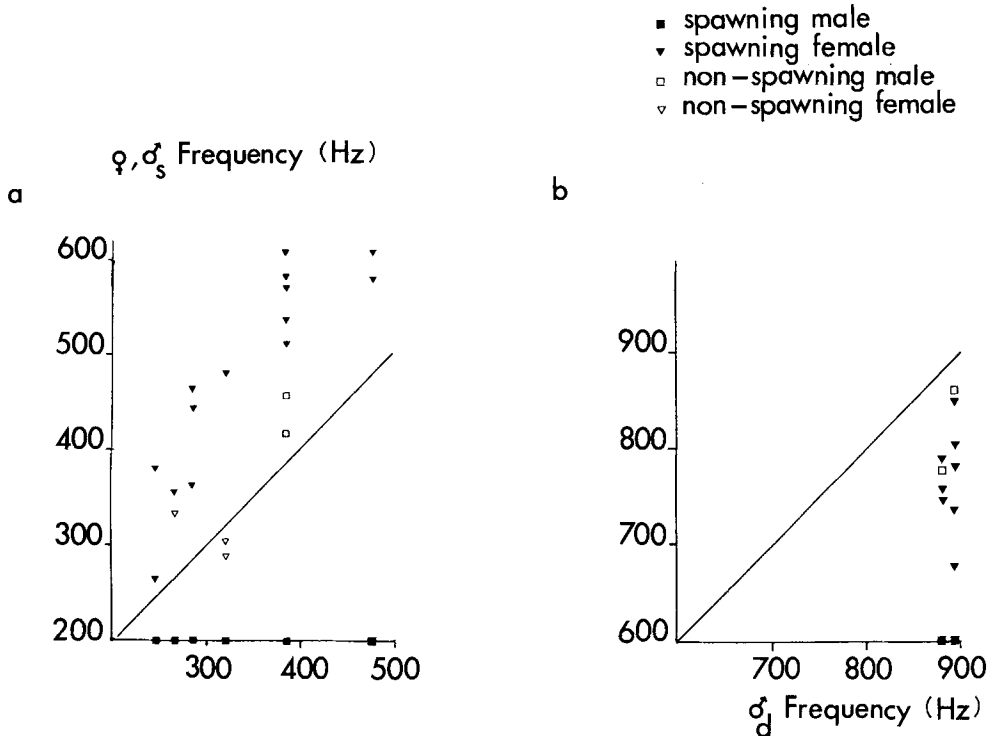 spawning male
spawning female
non-spawning male
non-spawning female
♀, ♂s Frequency (Hz)
a
b
600
500
400
300
200
300 400 500
900
800
700
600
700 800 900
♂d Frequency (Hz)